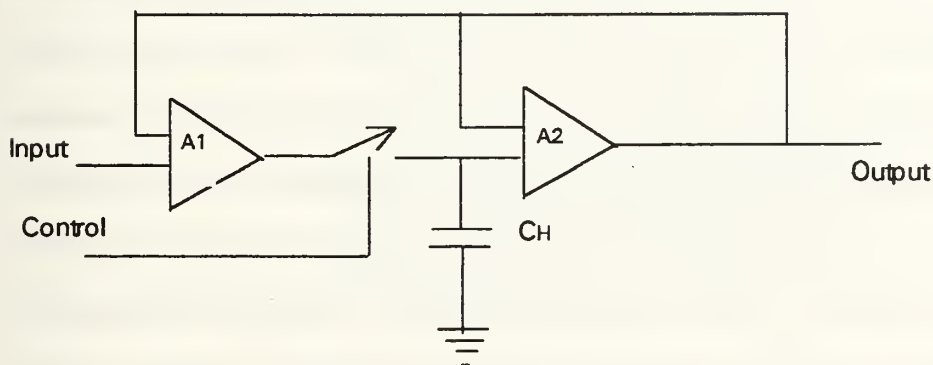 A1
A2
Input
Output
Control
CH